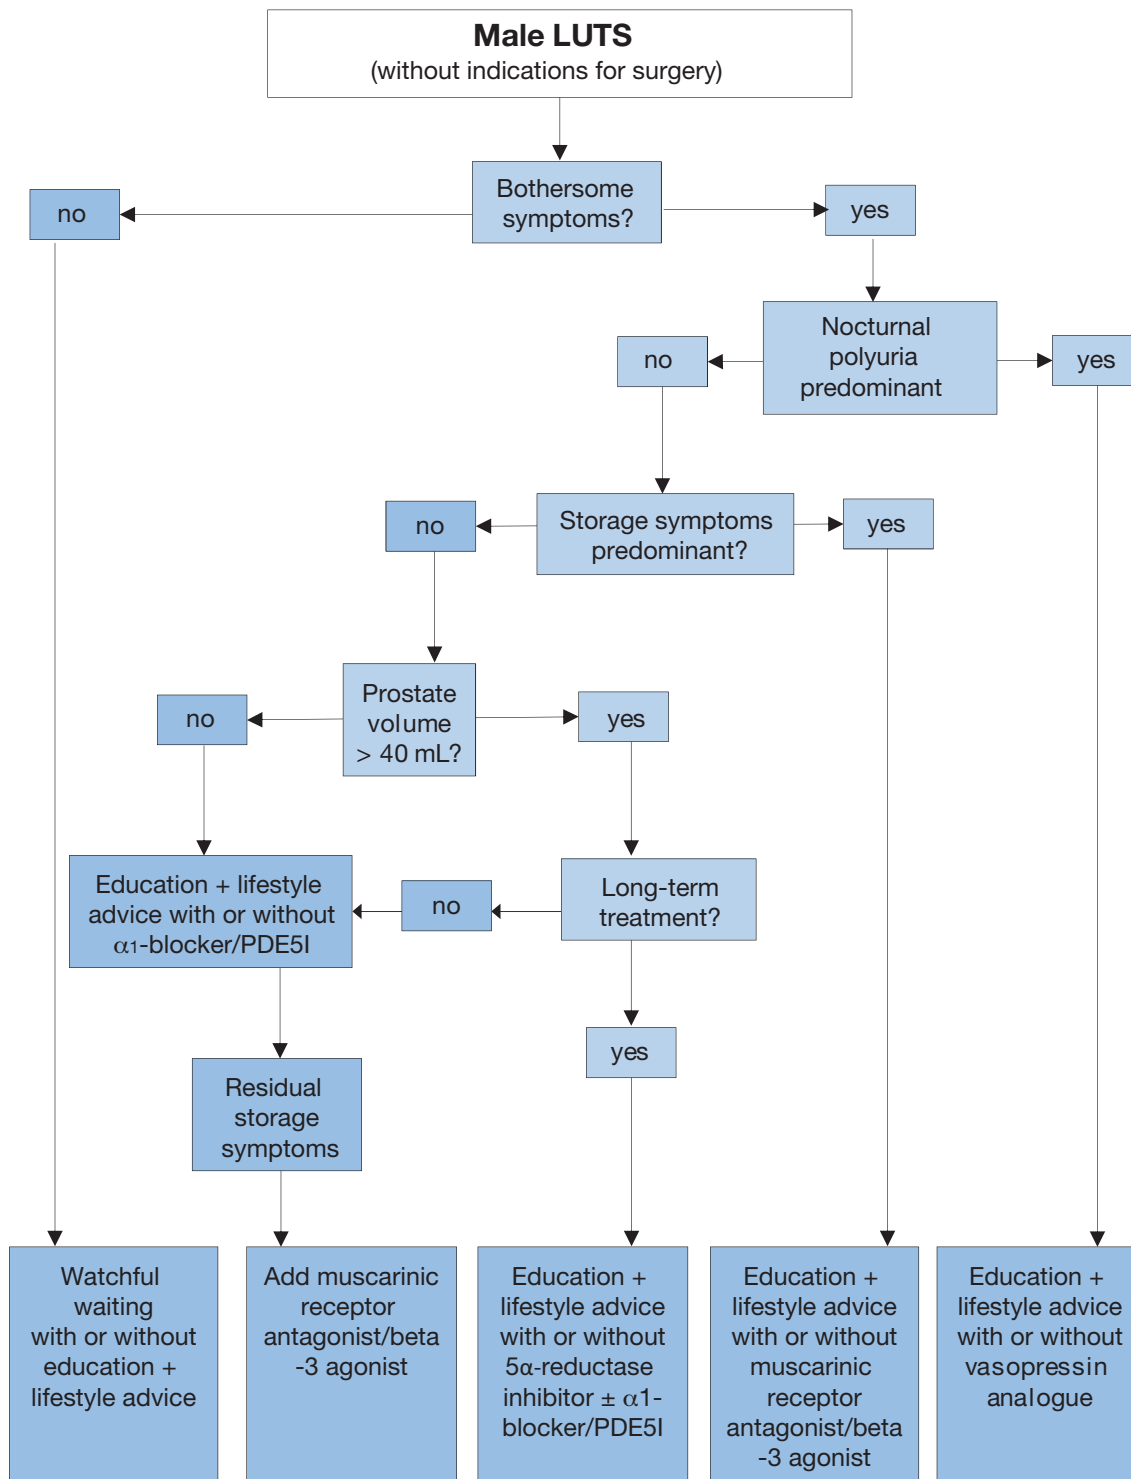 Male LUTS
(without indications for surgery)
Bothersome
symptoms?
no
yes
Nocturnal
polyuria
predominant
no
yes
Storage symptoms
predominant?
no
yes
Prostate
volume
> 40 mL?
no
yes
Education + lifestyle
advice with or without
α1-blocker/PDE5I
no
Long-term
treatment?
yes
Residual
storage
symptoms
Watchful
waiting
with or without
education +
lifestyle advice
Add muscarinic
receptor
antagonist/beta
-3 agonist
Education +
lifestyle advice
with or without
5α-reductase
inhibitor ± α1-
blocker/PDE5I
Education +
lifestyle advice
with or without
muscarinic
receptor
antagonist/beta
-3 agonist
Education +
lifestyle advice
with or without
vasopressin
analogue